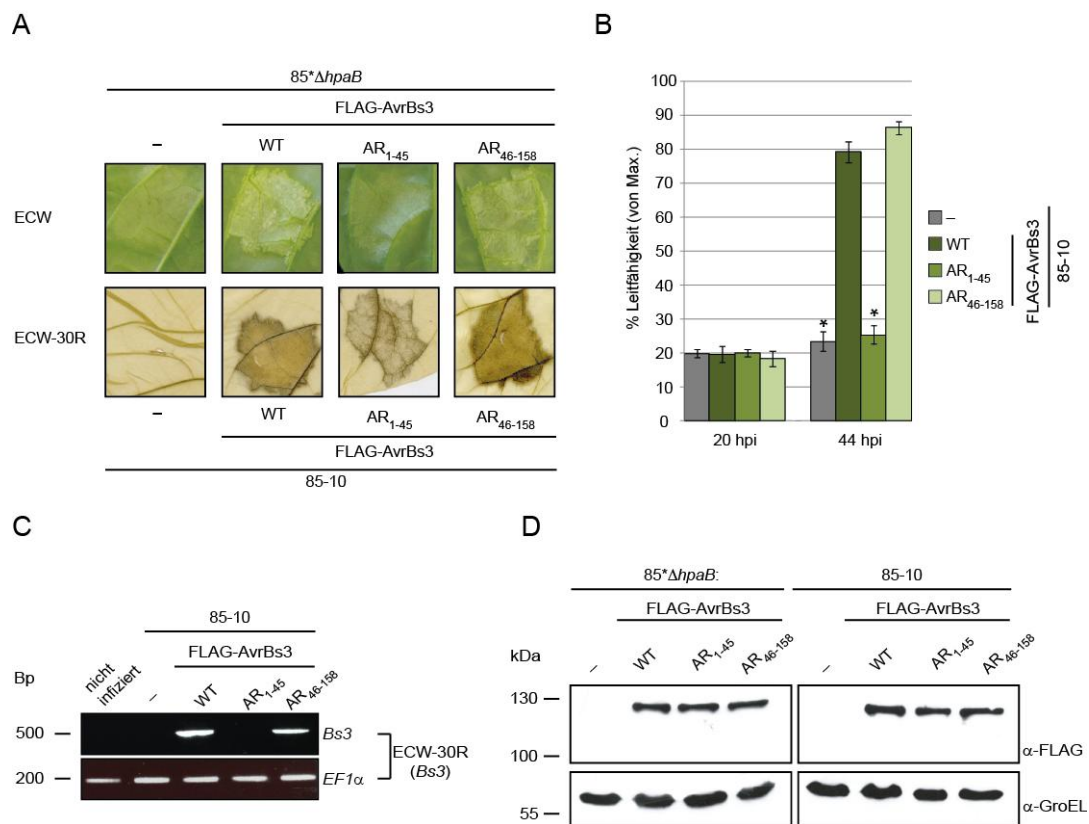 A
85*ΔhpaB
FLAG-AvrBs3
– WT AR1-45 AR46-158
ECW
ECW-30R
– WT AR1-45 AR46-158
FLAG-AvrBs3
85-10
B
% Leitfähigkeit (von Max.)
100
90
80
70
60
50
40
30
20
10
0
* *
20 hpi 44 hpi
–
WT
AR1-45
AR46-158
FLAG-AvrBs3
85-10
C
85-10
FLAG-AvrBs3
Bp nicht infiziert – WT AR1-45 AR46-158
500 Bs3
200 EF1α
ECW-30R
(Bs3)
D
85*ΔhpaB: 85-10
FLAG-AvrBs3 FLAG-AvrBs3
kDa – WT AR1-45 AR46-158 – WT AR1-45 AR46-158
130
100
α-FLAG
55
α-GroEL